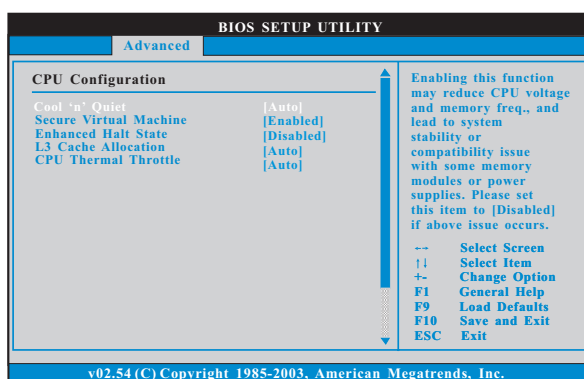 BIOS SETUP UTILITY
Advanced
CPU Configuration
Cool ‘n’ Quiet [Auto]
Secure Virtual Machine [Enabled]
Enhanced Halt State [Disabled]
L3 Cache Allocation [Auto]
CPU Thermal Throttle [Auto]
Enabling this function
may reduce CPU voltage
and memory freq., and
lead to system
stability or
compatibility issue
with some memory
modules or power
supplies. Please set
this item to [Disabled]
if above issue occurs.
←→ Select Screen
↑↓ Select Item
+- Change Option
F1 General Help
F9 Load Defaults
F10 Save and Exit
ESC Exit
v02.54 (C) Copyright 1985-2003, American Megatrends, Inc.